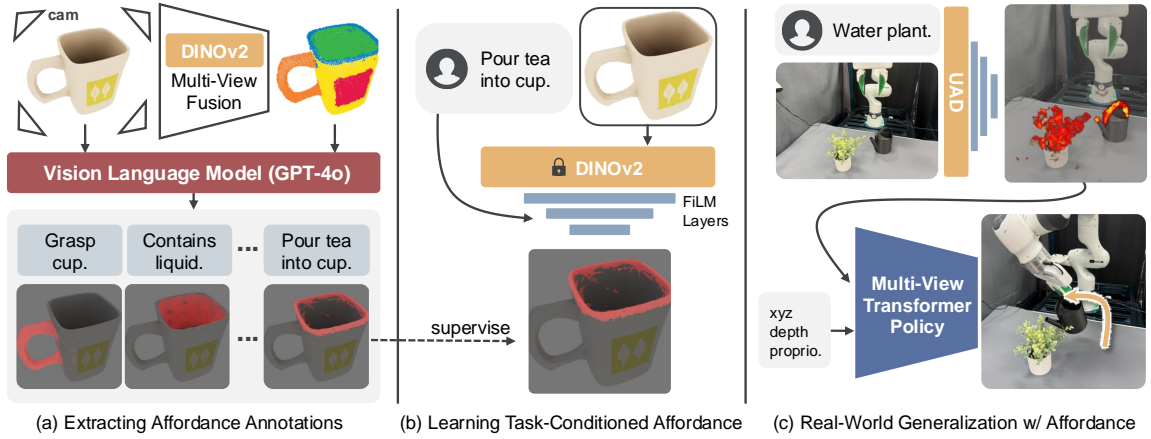 cam
DINOv2
Multi-View
Fusion
Vision Language Model (GPT-4o)
Grasp
cup.
Contains
liquid.
...
Pour tea
into cup.
...
(a) Extracting Affordance Annotations
Pour tea
into cup.
DINOv2
FiLM
Layers
supervise
(b) Learning Task-Conditioned Affordance
Water plant.
UAD
Multi-View
Transformer
Policy
xyz
depth
proprio.
(c) Real-World Generalization w/ Affordance